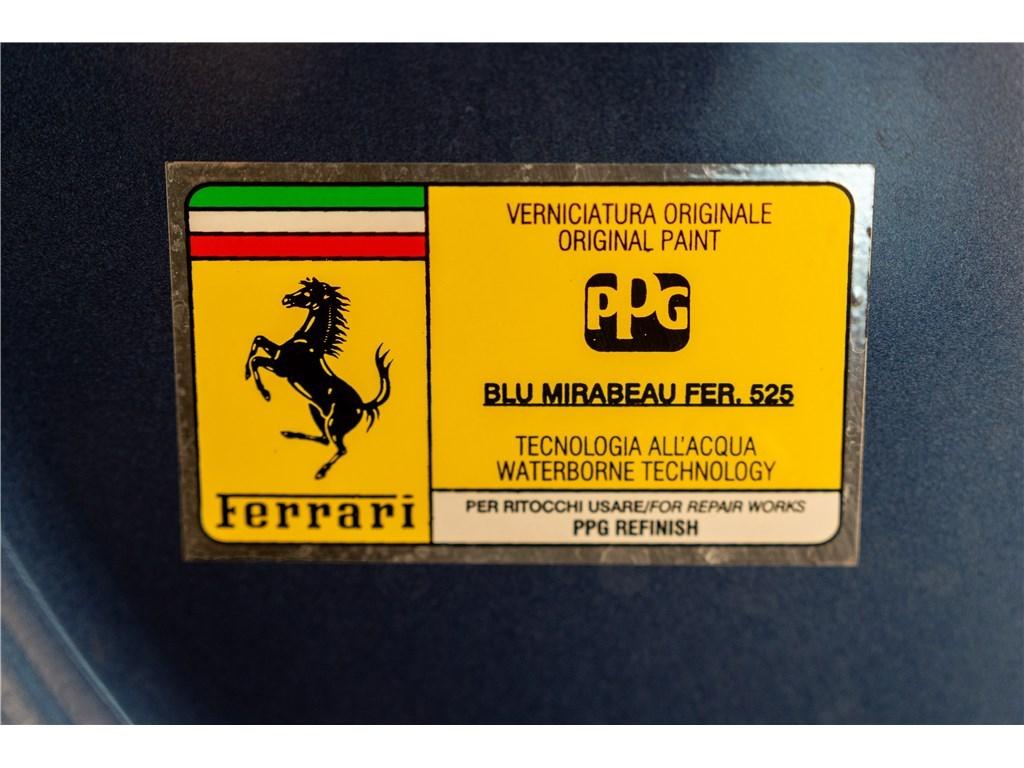 VERNICIATURA ORIGINALE
ORIGINAL PAINT
PPG
BLU MIRABEAU FER. 525
TECNOLOGIA ALL'ACQUA
WATERBORNE TECHNOLOGY
Ferrari
PER RITOCCHI USARE/FOR REPAIR WORKS
PPG REFINISH